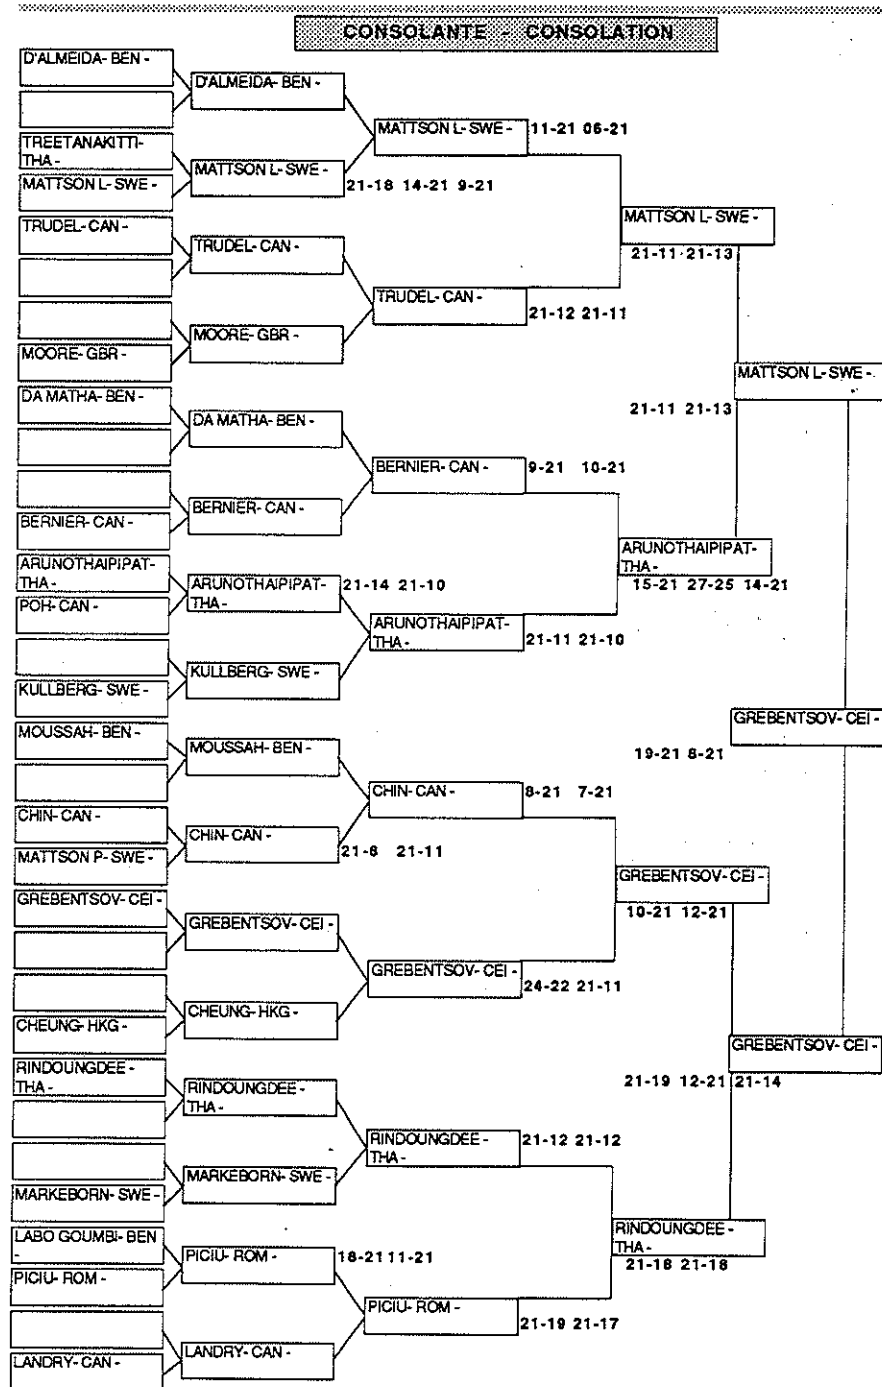 CONSOLANTE - CONSOLATION
D'ALMEIDA- BEN -
D'ALMEIDA- BEN -
MATTSON L- SWE -
11-21 06-21
TREETANAKITTI-
THA -
MATTSON L- SWE -
MATTSON L- SWE -
21-18 14-21 9-21
MATTSON L- SWE -
21-11 21-13
TRUDEL- CAN -
TRUDEL- CAN -
TRUDEL- CAN -
21-12 21-11
MOORE- GBR -
MOORE- GBR -
MATTSON L- SWE -
21-11 21-13
DA MATHA- BEN -
DA MATHA- BEN -
BERNIER- CAN -
9-21 10-21
BERNIER- CAN -
BERNIER- CAN -
ARUNOTHAIPIPAT-
THA -
15-21 27-25 14-21
ARUNOTHAIPIPAT-
THA -
POH- CAN -
ARUNOTHAIPIPAT-
THA -
21-14 21-10
ARUNOTHAIPIPAT-
THA -
21-11 21-10
KULLBERG- SWE -
KULLBERG- SWE -
GREBENTSOV- CEI -
19-21 8-21
MOUSSAH- BEN -
MOUSSAH- BEN -
CHIN- CAN -
8-21 7-21
CHIN- CAN -
MATTSON P- SWE -
CHIN- CAN -
21-6 21-11
GREBENTSOV- CEI -
10-21 12-21
GREBENTSOV- CEI -
GREBENTSOV- CEI -
GREBENTSOV- CEI -
24-22 21-11
CHEUNG- HKG -
CHEUNG- HKG -
GREBENTSOV- CEI -
21-19 12-21 21-14
RINDOUNGDEE -
THA -
RINDOUNGDEE -
THA -
RINDOUNGDEE -
THA -
21-12 21-12
MARKEBORN- SWE -
MARKEBORN- SWE -
RINDOUNGDEE -
THA -
21-18 21-18
LABO GOUMBI- BEN
-
PICIU- ROM -
PICIU- ROM -
18-21 11-21
PICIU- ROM -
21-19 21-17
LANDRY- CAN -
LANDRY- CAN -